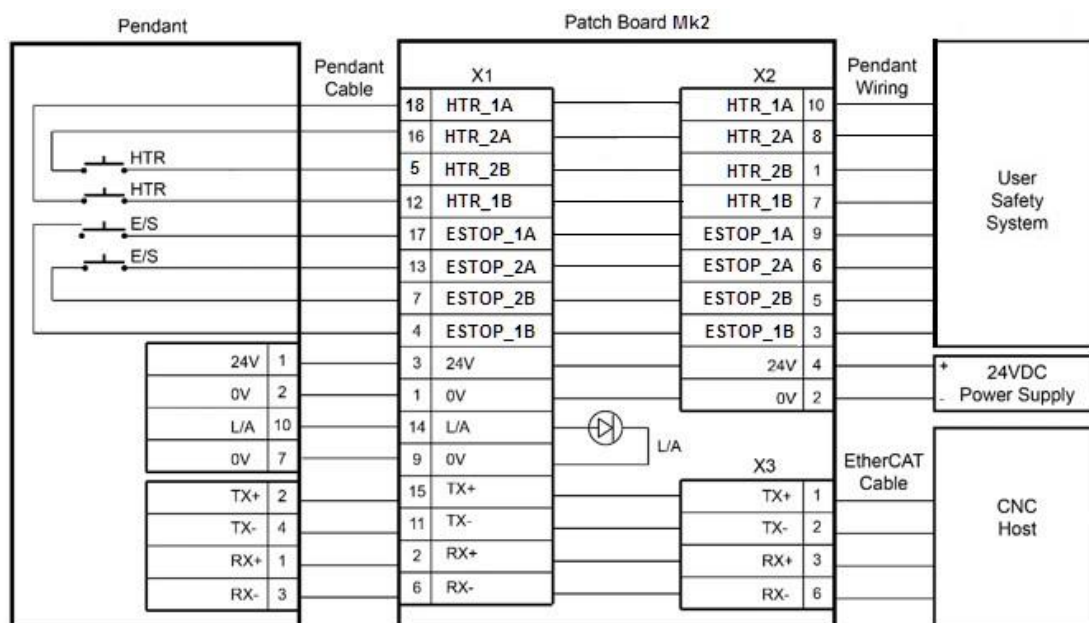 Pendant
Patch Board Mk2
Pendant
Cable
X1
X2
Pendant
Wiring
18 HTR_1A
HTR_1A 10
16 HTR_2A
HTR_2A 8
HTR
5 HTR_2B
HTR_2B 1
HTR
12 HTR_1B
HTR_1B 7
E/S
17 ESTOP_1A
ESTOP_1A 9
E/S
13 ESTOP_2A
ESTOP_2A 6
7 ESTOP_2B
ESTOP_2B 5
4 ESTOP_1B
ESTOP_1B 3
User
Safety
System
24V 1
3 24V
24V 4
0V 2
1 0V
0V 2
+
-
24VDC
Power Supply
L/A 10
14 L/A
L/A
0V 7
9 0V
X3
EtherCAT
Cable
TX+ 2
15 TX+
TX+ 1
TX- 4
11 TX-
TX- 2
RX+ 1
2 RX+
RX+ 3
RX- 3
6 RX-
RX- 6
CNC
Host